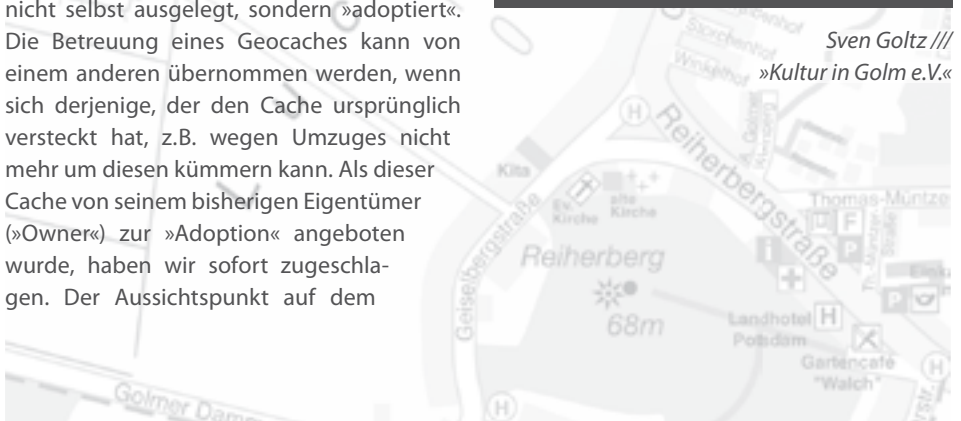 nicht selbst ausgelegt, sondern »adoptiert«.
Die Betreuung eines Geocaches kann von
einem anderen übernommen werden, wenn
sich derjenige, der den Cache ursprünglich
versteckt hat, z.B. wegen Umzuges nicht
mehr um diesen kümmern kann. Als dieser
Cache von seinem bisherigen Eigentümer
(»Owner«) zur »Adoption« angeboten
wurde, haben wir sofort zugeschla-
gen. Der Aussichtspunkt auf dem
Sven Goltz ///
»Kultur in Golm e.V.«
Storchenhof
Winkelhof
H
Reiherbergstraße
Kita
Ev.
Kirche
alte
Kirche
Thomas-Müntze
F
P
i
Reiherberg
68m
Geiselbergstraße
Landhotel
Potsdam
H
P
Gartencafé
"Walch"
H
H
Golmer Damm